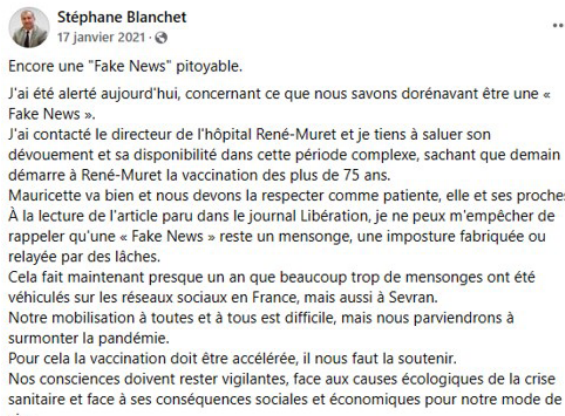 Stéphane Blanchet
17 janvier 2021 ·
Encore une "Fake News" pitoyable.
J'ai été alerté aujourd'hui, concernant ce que nous savons dorénavant être une «
Fake News ».
J'ai contacté le directeur de l'hôpital René-Muret et je tiens à saluer son
dévouement et sa disponibilité dans cette période complexe, sachant que demain
démarre à René-Muret la vaccination des plus de 75 ans.
Mauricette va bien et nous devons la respecter comme patiente, elle et ses proches
À la lecture de l'article paru dans le journal Libération, je ne peux m'empêcher de
rappeler qu'une « Fake News » reste un mensonge, une imposture fabriquée ou
relayée par des lâches.
Cela fait maintenant presque un an que beaucoup trop de mensonges ont été
véhiculés sur les réseaux sociaux en France, mais aussi à Sevran.
Notre mobilisation à toutes et à tous est difficile, mais nous parviendrons à
surmonter la pandémie.
Pour cela la vaccination doit être accélérée, il nous faut la soutenir.
Nos consciences doivent rester vigilantes, face aux causes écologiques de la crise
sanitaire et face à ses conséquences sociales et économiques pour notre mode de